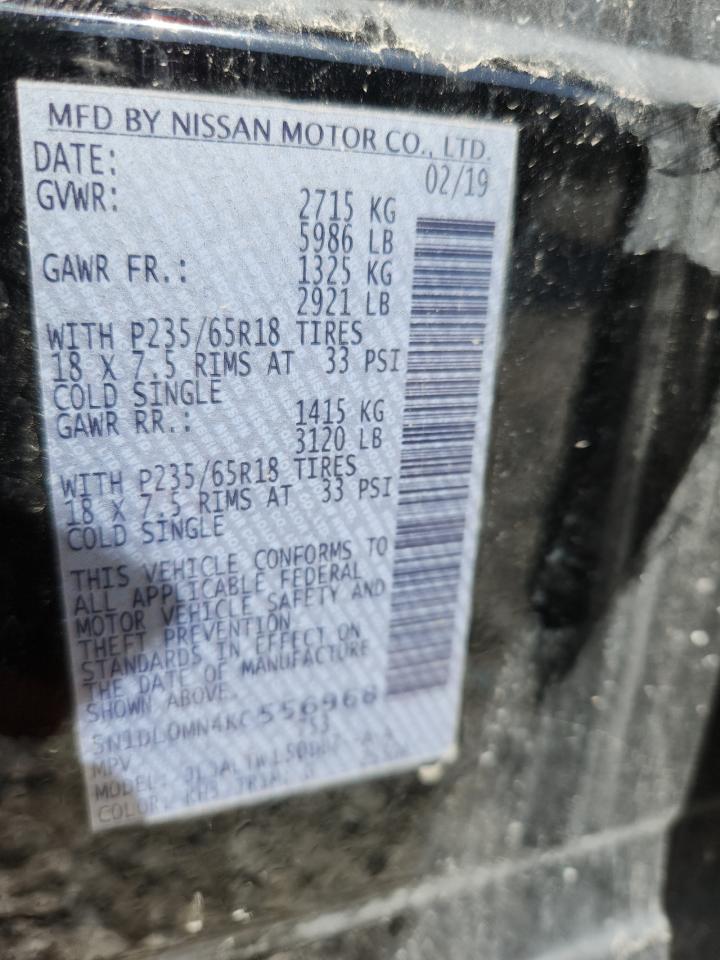 MFD BY NISSAN MOTOR CO., LTD.
DATE: 02/19
GVWR: 2715 KG
5986 LB
GAWR FR.: 1325 KG
2921 LB
WITH P235/65R18 TIRES
18 X 7.5 RIMS AT 33 PSI
COLD SINGLE
GAWR RR.: 1415 KG
3120 LB
WITH P235/65R18 TIRES
18 X 7.5 RIMS AT 33 PSI
COLD SINGLE
THIS VEHICLE CONFORMS TO
ALL APPLICABLE FEDERAL
MOTOR VEHICLE SAFETY AND
THEFT PREVENTION
STANDARDS IN EFFECT ON
THE DATE OF MANUFACTURE
SHOWN ABOVE.
5N1DL0MN4KC556968
MPV
MODEL:
COLOR: